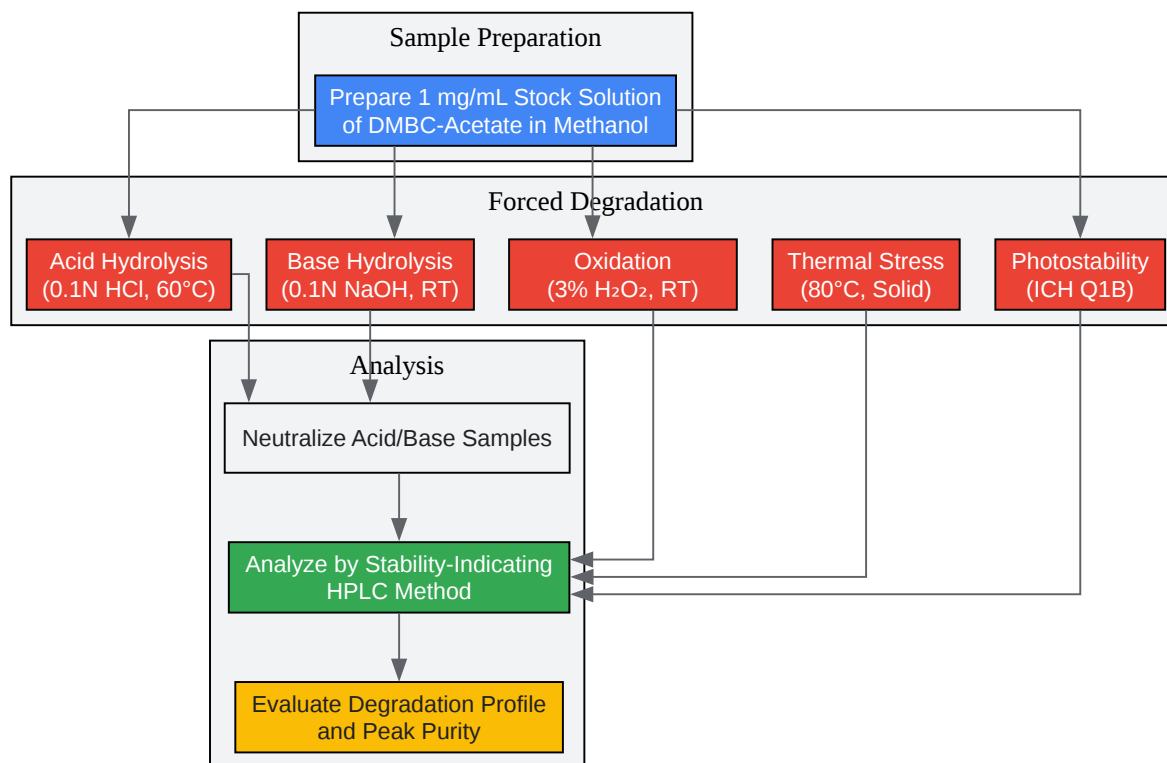 Sample Preparation
Prepare 1 mg/mL Stock Solution
of DMBC-Acetate in Methanol
Forced Degradation
Acid Hydrolysis
(0.1N HCl, 60°C)
Base Hydrolysis
(0.1N NaOH, RT)
Oxidation
(3% H₂O₂, RT)
Thermal Stress
(80°C, Solid)
Photostability
(ICH Q1B)
Analysis
Neutralize Acid/Base Samples
Analyze by Stability-Indicating
HPLC Method
Evaluate Degradation Profile
and Peak Purity